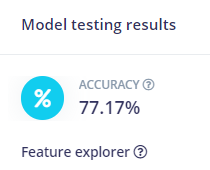 Model testing results
%
ACCURACY ?
77.17%
Feature explorer ?